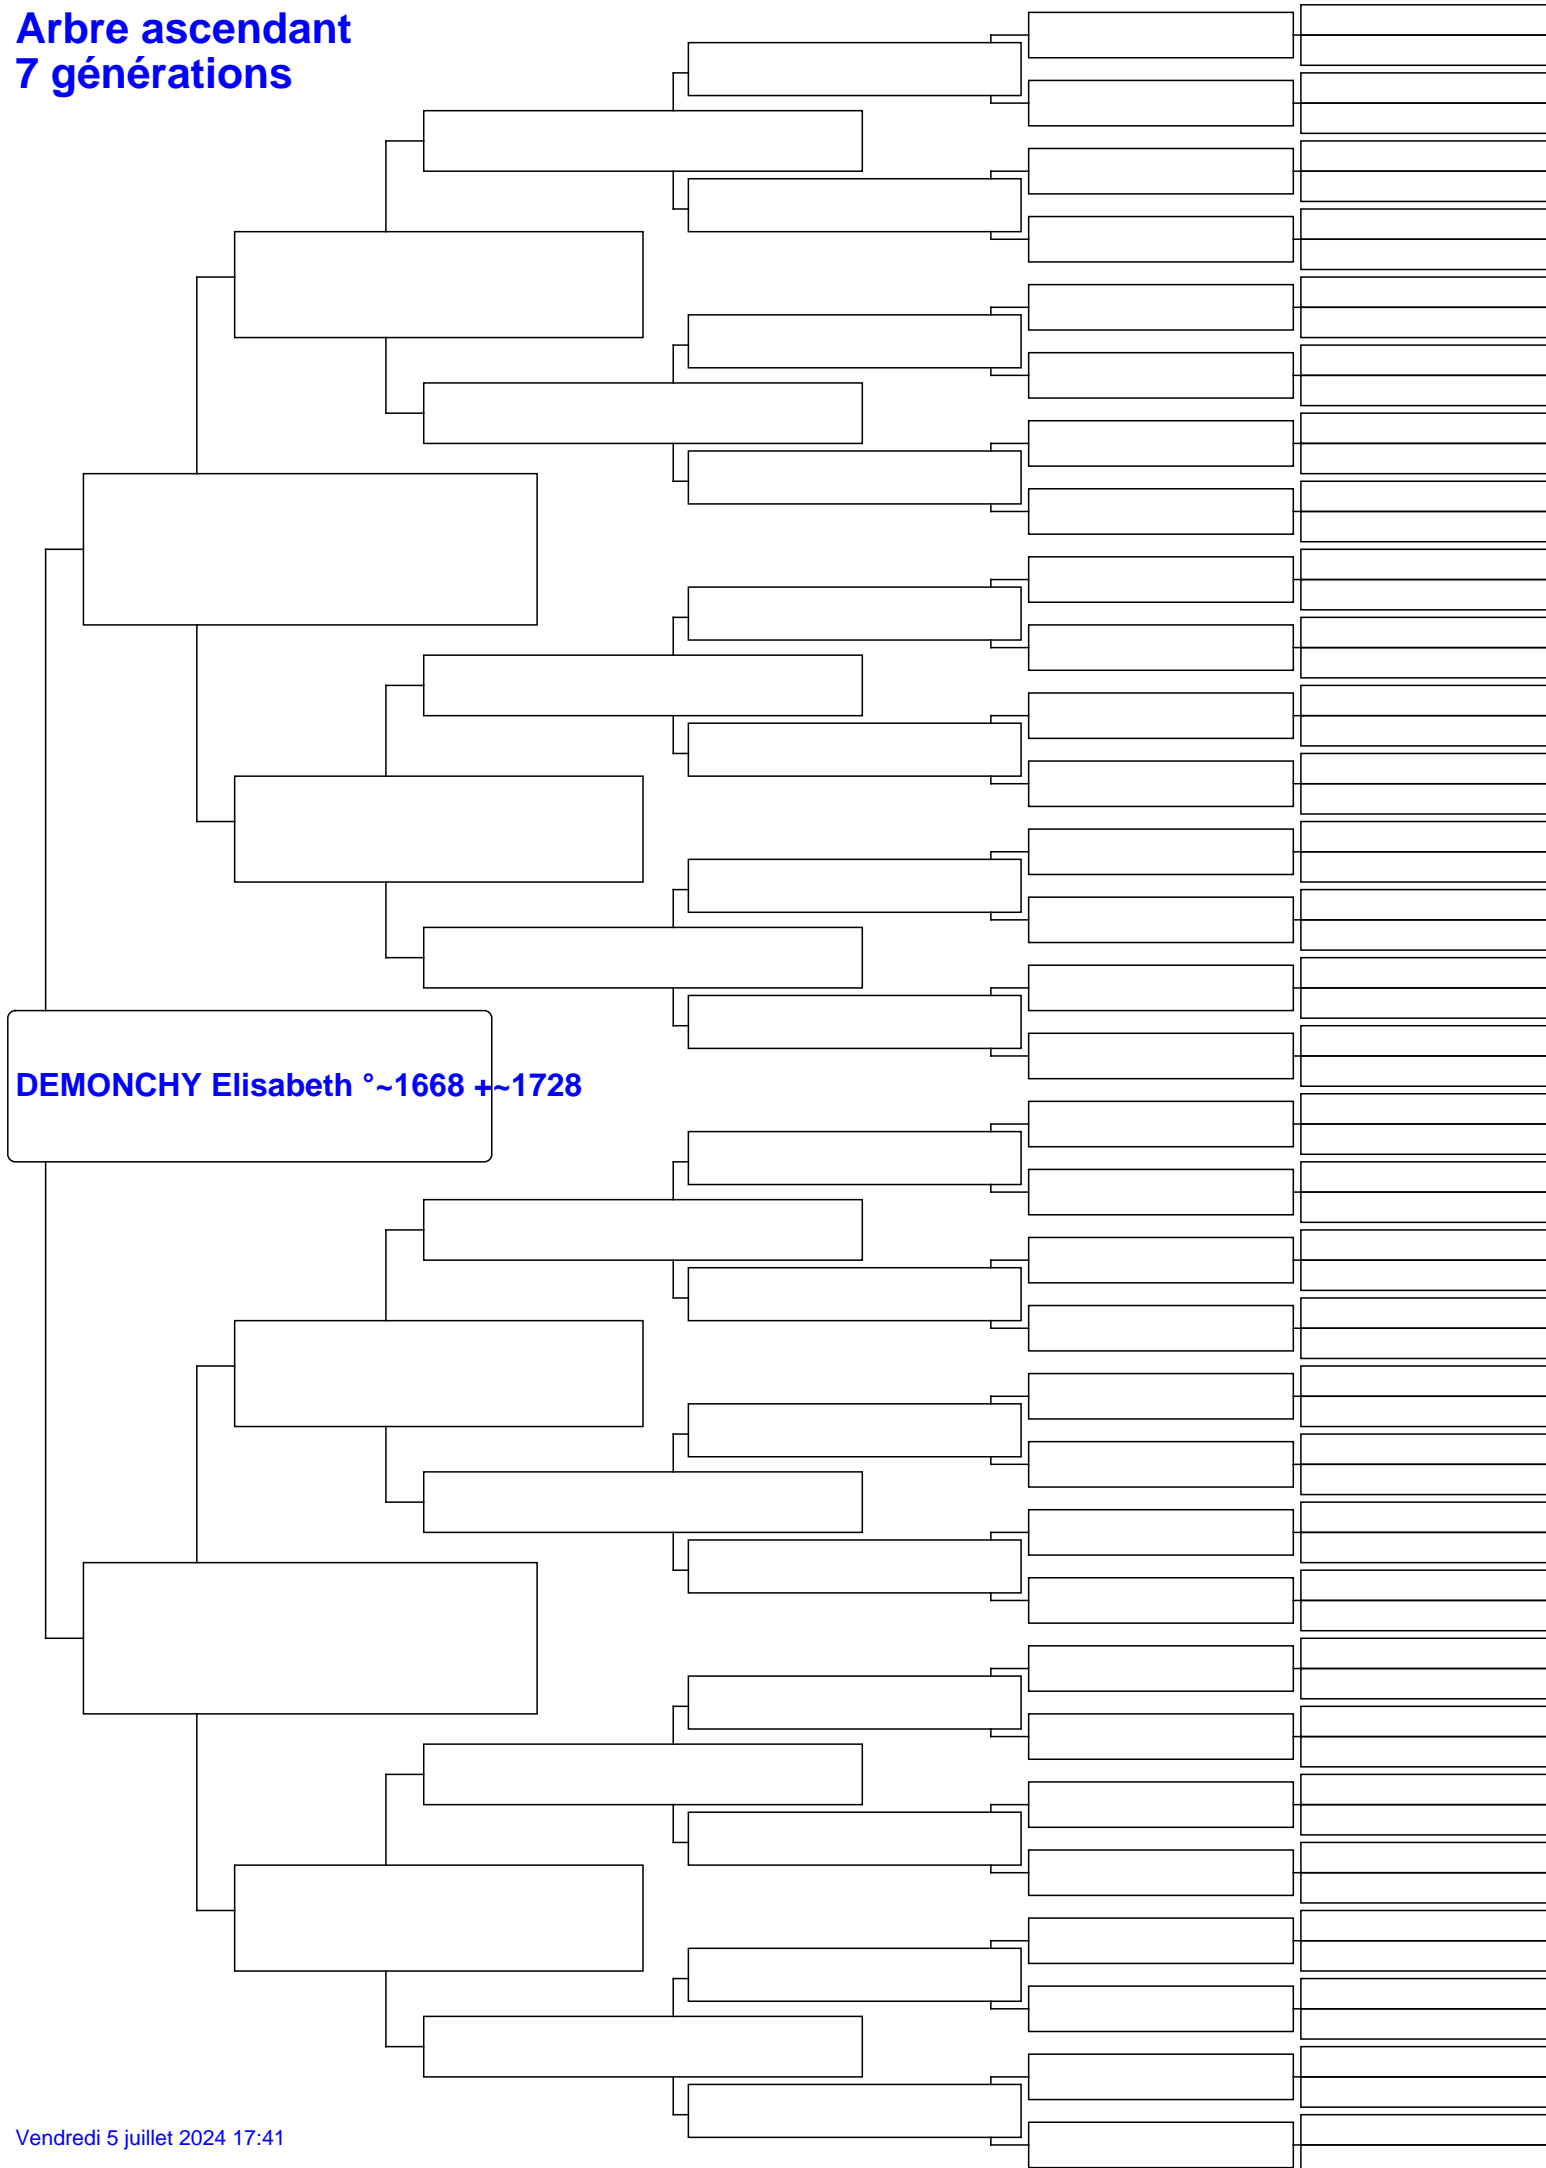 Arbre ascendant
7 générations
DEMONCHY Elisabeth °~1668 +~1728
Vendredi 5 juillet 2024 17:41